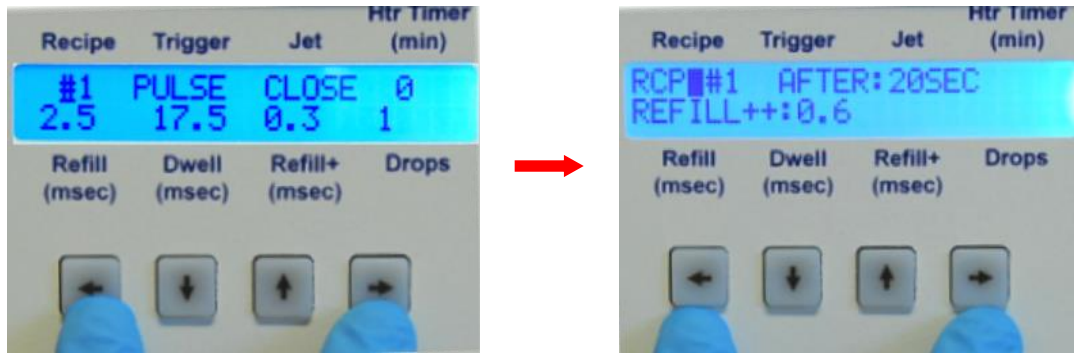 Htr Timer
Recipe Trigger Jet (min)
#1 PULSE CLOSE 0
2.5 17.5 0.3 1
Refill Dwell Refill+ Drops
(msec) (msec) (msec)
Htr Timer
Recipe Trigger Jet (min)
RCP #1 AFTER:20SEC
REFILL++:0.6
Refill Dwell Refill+ Drops
(msec) (msec) (msec)